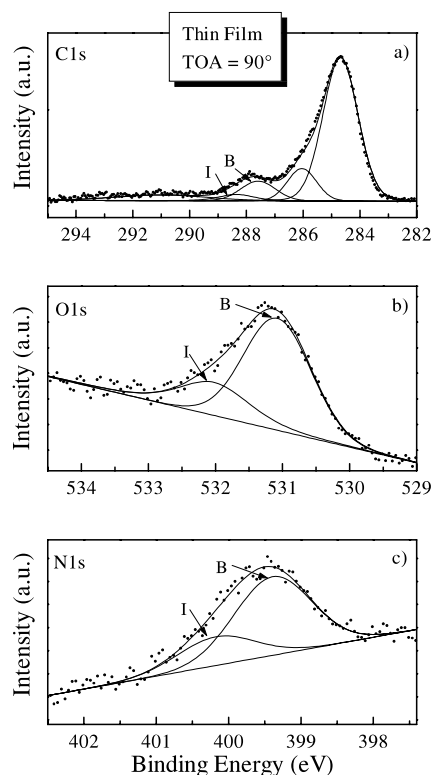 Thin Film
TOA = 90°
C1s
a)
I
B
Intensity (a.u.)
294 292 290 288 286 284 282
O1s
b)
B
I
Intensity (a.u.)
534 533 532 531 530 529
N1s
c)
B
I
Intensity (a.u.)
402 401 400 399 398
Binding Energy (eV)